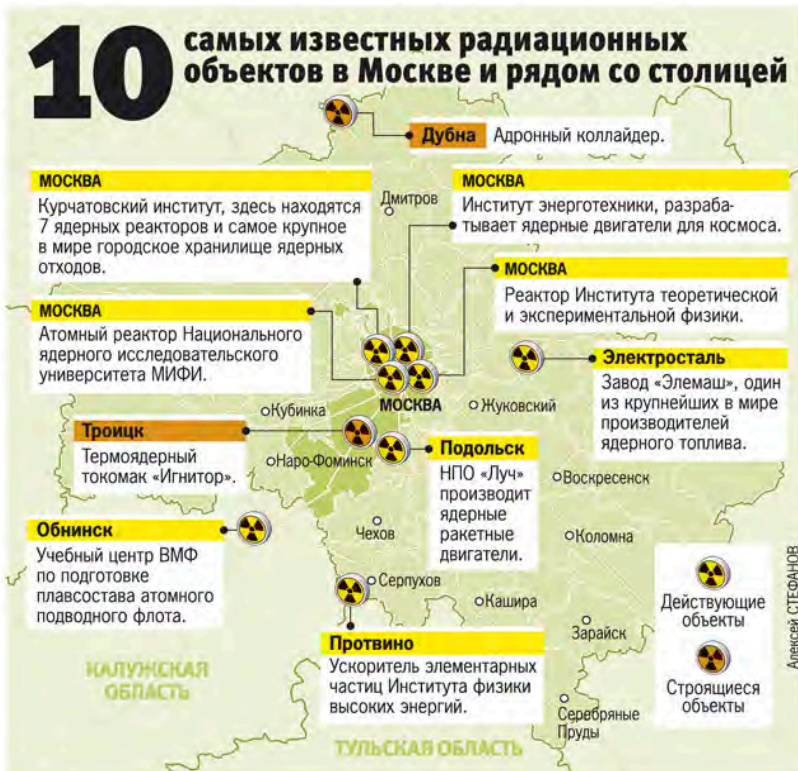 10 самых известных радиационных
объектов в Москве и рядом со столицей
Дубна Адронный коллайдер.
МОСКВА
Курчатовский институт, здесь находятся
7 ядерных реакторов и самое крупное
в мире городское хранилище ядерных
отходов.
Дмитров
МОСКВА
Институт энерготехники, разраба-
тывает ядерные двигатели для космоса.
МОСКВА
Реактор Института теоретической
и экспериментальной физики.
МОСКВА
Атомный реактор Национального
ядерного исследовательского
университета МИФИ.
Электросталь
Завод «Элемаш», один
из крупнейших в мире
производителей
ядерного топлива.
МОСКВА
Кубинка
Жуковский
Троицк
Термоядерный
токомак «Игнитор».
Наро-Фоминск
Подольск
НПО «Луч»
производит
ядерные
ракетные
двигатели.
Воскресенск
Обнинск
Учебный центр ВМФ
по подготовке
плавсостава атомного
подводного флота.
Чехов
Коломна
Серпухов
Кашира
Зарайск
Протвино
Ускоритель элементарных
частиц Института физики
высоких энергий.
Серебряные
Пруды
КАЛУЖСКАЯ
ОБЛАСТЬ
ТУЛЬСКАЯ ОБЛАСТЬ
Действующие
объекты
Строящиеся
объекты
Алексей СТЕФАНОВ